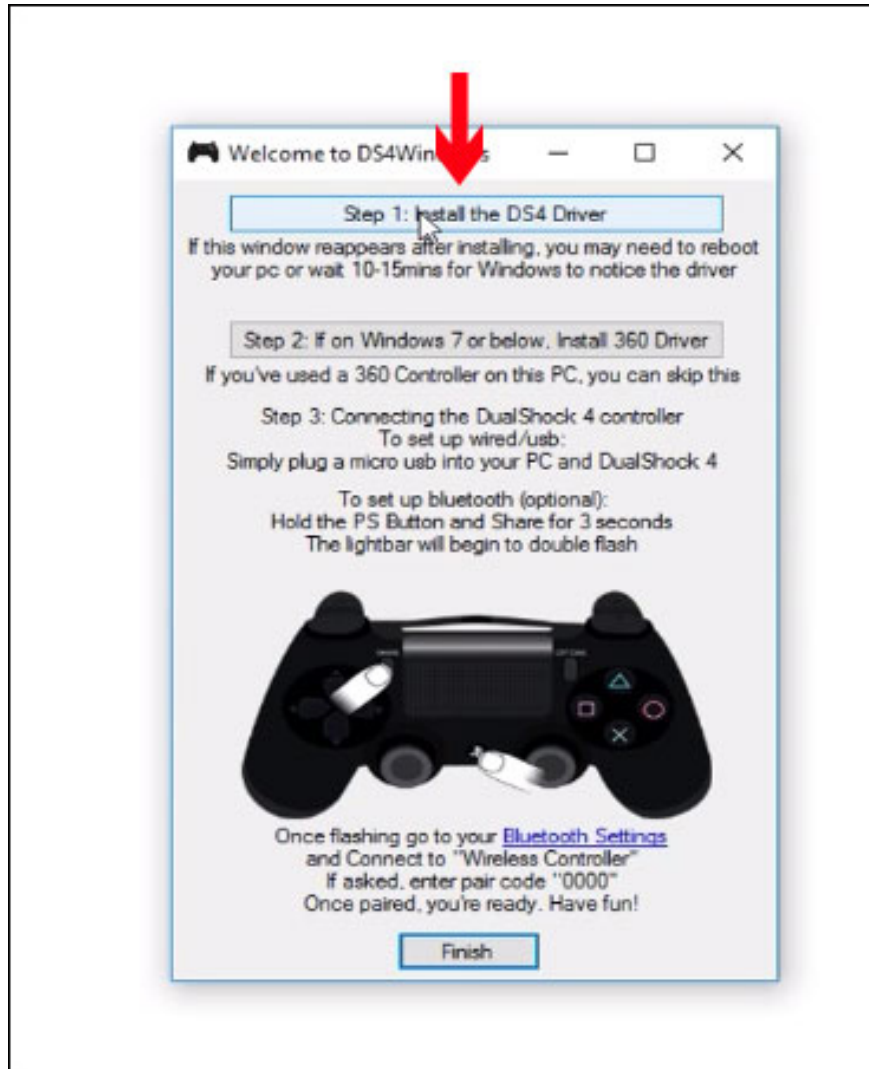 Welcome to DS4Win s
Step 1: Install the DS4 Driver
If this window reappears after installing, you may need to reboot
your pc or wait 10-15mins for Windows to notice the driver
Step 2: If on Windows 7 or below, Install 360 Driver
If you've used a 360 Controller on this PC, you can skip this
Step 3: Connecting the DualShock 4 controller
To set up wired/usb:
Simply plug a micro usb into your PC and DualShock 4
To set up bluetooth (optional):
Hold the PS Button and Share for 3 seconds
The lightbar will begin to double flash
Once flashing go to your Bluetooth Settings
and Connect to "Wireless Controller"
If asked, enter pair code "0000"
Once paired, you're ready. Have fun!
Finish